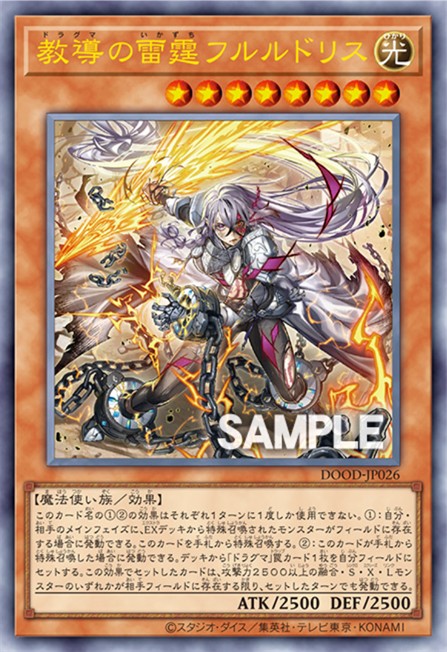 ドラグマ いかずち ひかり
教導の雷霆フルルドリス 光
SAMPLE
DOOD-JP026
【魔法使い族/効果】
このカード名の①②の効果はそれぞれ1ターンに1度しか使用できない。①:自分・
相手のメインフェイズに、EXデッキから特殊召喚されたモンスターがフィールドに存在
する場合に発動できる。このカードを手札から特殊召喚する。②:このカードが手札から
特殊召喚した場合に発動できる。デッキから「ドラグマ」罠カード1枚を自分フィールドに
セットする。この効果でセットしたカードは、攻撃力2500以上の融合・S・X・Lモン
スターのいずれかが相手フィールドに存在する限り、セットしたターンでも発動できる。
ATK/2500 DEF/2500
©スタジオ・ダイス/集英社・テレビ東京・KONAMI